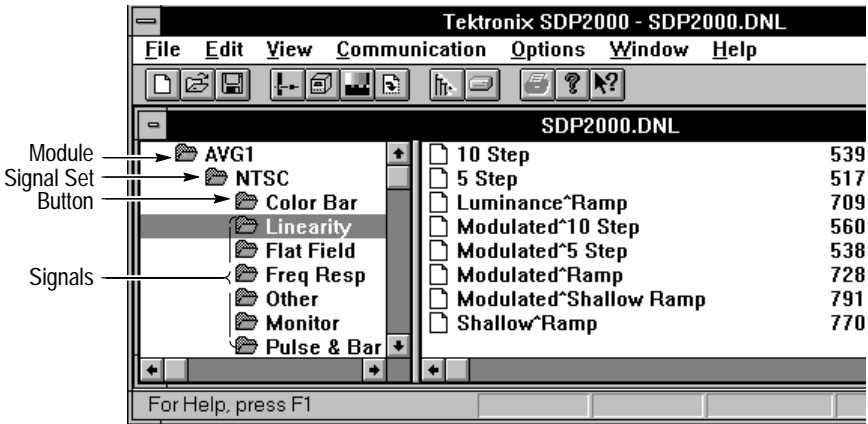 Tektronix SDP2000 - SDP2000.DNL
File Edit View Communication Options Window Help
SDP2000.DNL
Module
Signal Set
Button
Signals
AVG1
NTSC
Color Bar
Linearity
Flat Field
Freq Resp
Other
Monitor
Pulse & Bar
10 Step 539
5 Step 517
Luminance^Ramp 709
Modulated^10 Step 560
Modulated^5 Step 538
Modulated^Ramp 728
Modulated^Shallow Ramp 791
Shallow^Ramp 770
For Help, press F1